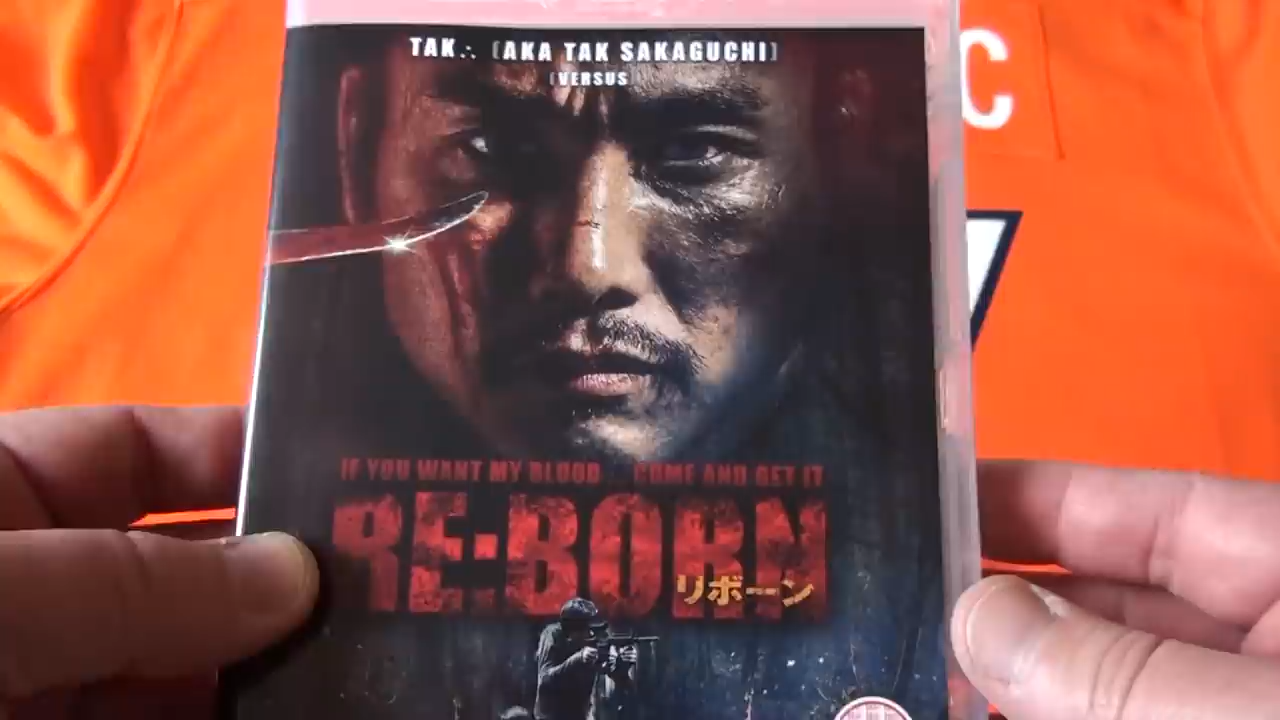 TAK∴ [AKA TAK SAKAGUCHI]
(VERSUS)
C
IF YOU WANT MY BLOOD... COME AND GET IT
RE:BORN
リボーン